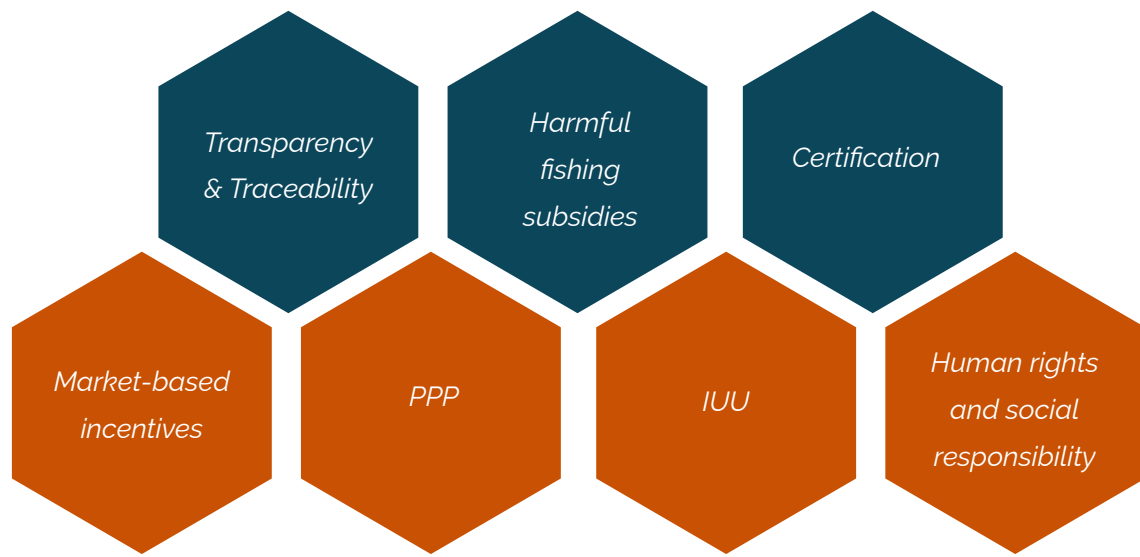 Transparency
& Traceability
Harmful
fishing
subsidies
Certification
Market-based
incentives
PPP
IUU
Human rights
and social
responsibility